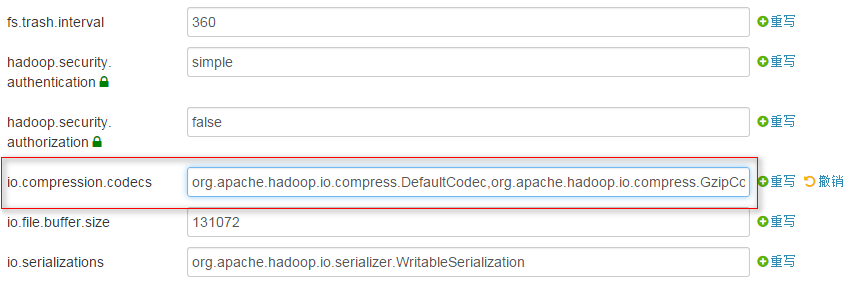 fs.trash.interval 360 重写
hadoop.security. simple 重写
authentication
hadoop.security. false 重写
authorization
io.compression.codecs org.apache.hadoop.io.compress.DefaultCodec,org.apache.hadoop.io.compress.GzipCo 重写 撤销
io.file.buffer.size 131072 重写
io.serializations org.apache.hadoop.io.serializer.WritableSerialization 重写